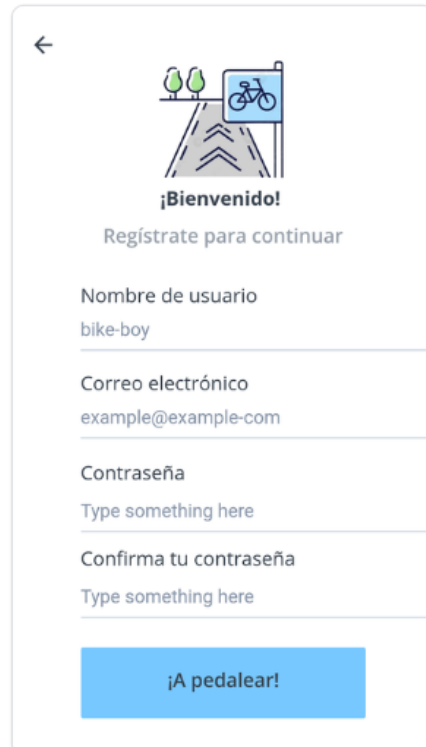 ¡Bienvenido!
Regístrate para continuar
Nombre de usuario
bike-boy
Correo electrónico
example@example-com
Contraseña
Type something here
Confirma tu contraseña
Type something here
¡A pedalear!